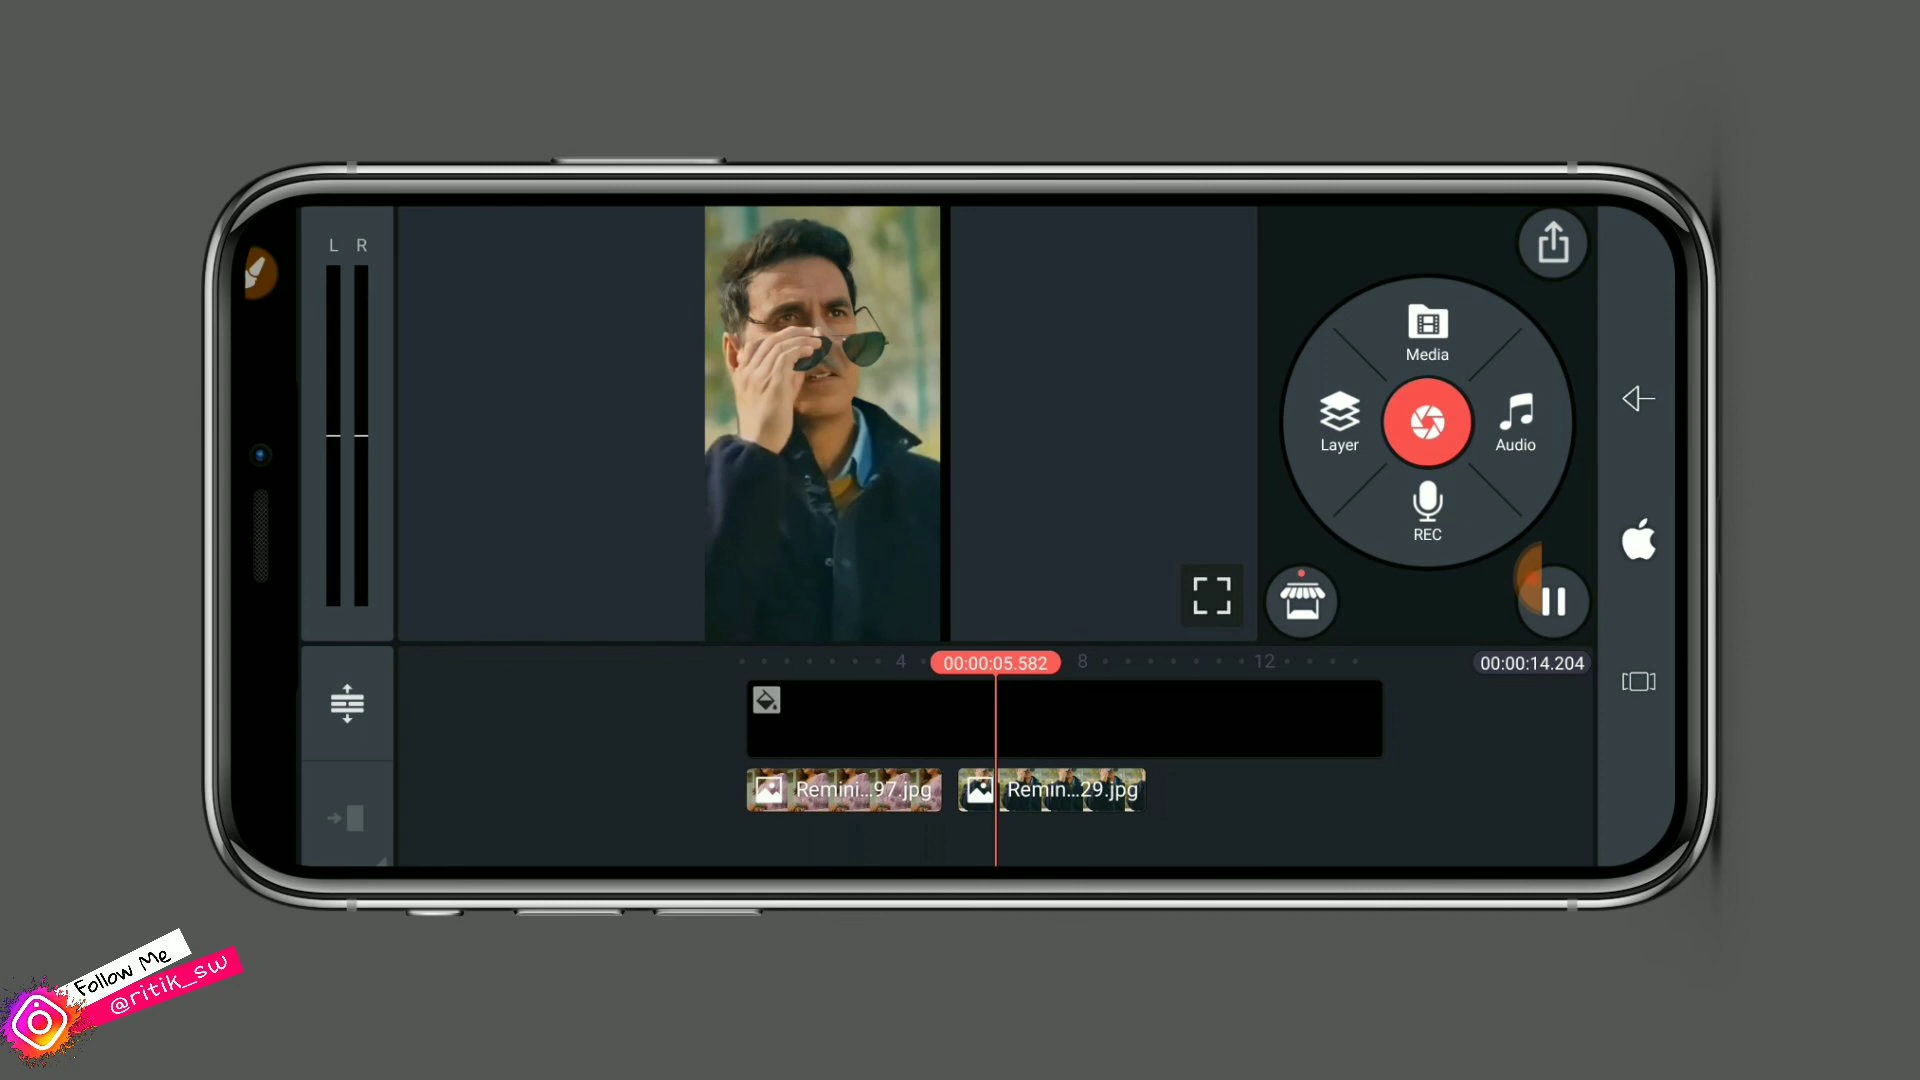 L R
Media
Layer
Audio
REC
4
00:00:05.582
8
12
00:00:14.204
Remini...97.jpg
Remin...29.jpg
Follow Me
@ritik_sw